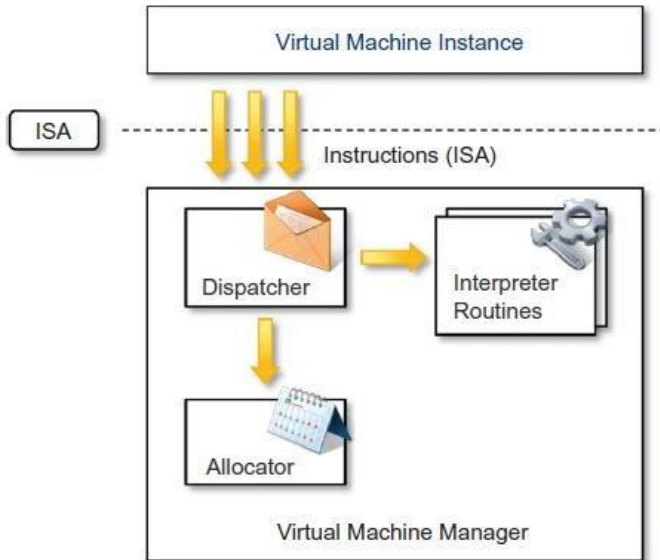 Virtual Machine Instance
ISA
Instructions (ISA)
Dispatcher
Interpreter
Routines
Allocator
Virtual Machine Manager